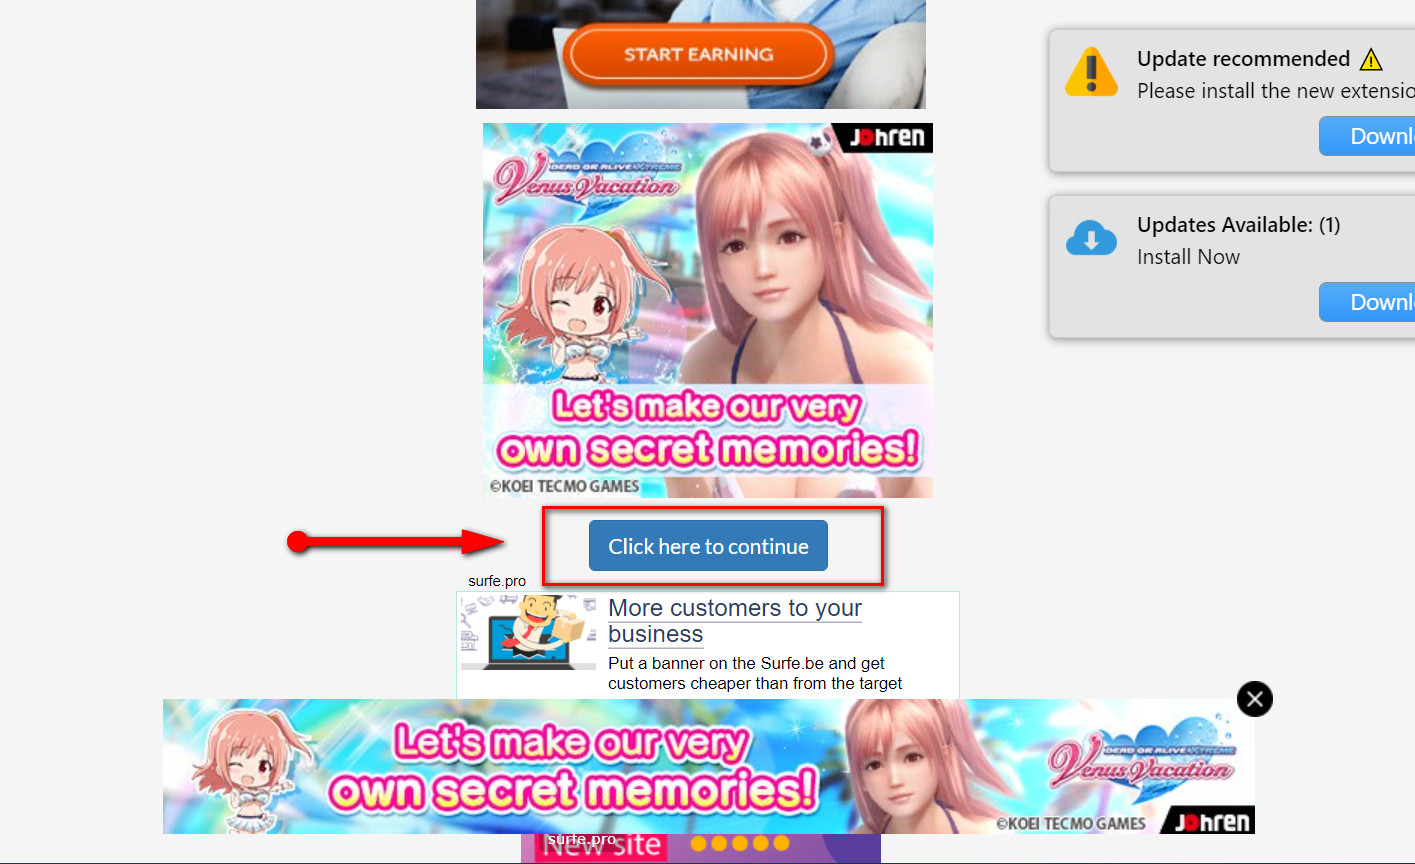 START EARNING
Johren
DEAD OR ALIVE XTREME
Venus Vacation
Let's make our very
own secret memories!
©KOEI TECMO GAMES
Update recommended
Please install the new extensio
Downl
Updates Available: (1)
Install Now
Downl
Click here to continue
surfe.pro
More customers to your
business
Put a banner on the Surfe.be and get
customers cheaper than from the target
Let's make our very
own secret memories!
DEAD OR ALIVE XTREME
Venus Vacation
©KOEI TECMO GAMES
Johren
surfe.pro
New site